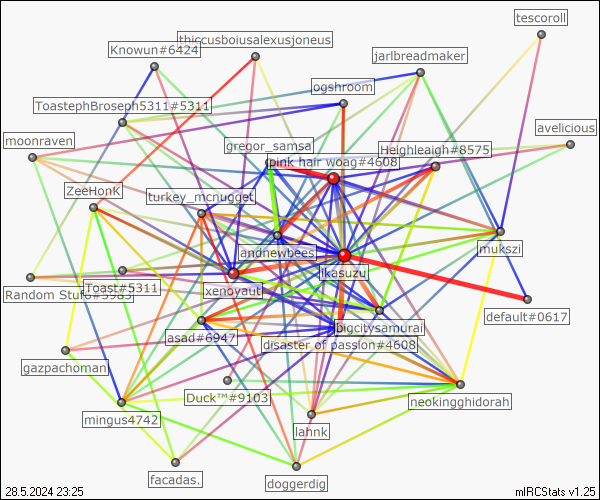 tescoroll
thiccusboiusalexusjoneus
Knowun#6424
jarlbreadmaker
ogshroom
ToastephBroseph5311#5311
avelicious
moonraven
gregor_samsa
Heighleaigh#8575
pink hair woag#4608
ZeeHonK
turkey_mcnugget
andnewbees
mukszi
ikasuzu
Toast#5311
xenovaut
Random Stuf6#5983
default#0617
bigcitysamurai
asad#6947
disaster of passion#4608
gazpachoman
Duck™#9103
neokingghidorah
mingus4742
lahnk
facadas.
doggerdig
28.5.2024 23:25
mIRCStats v1.25